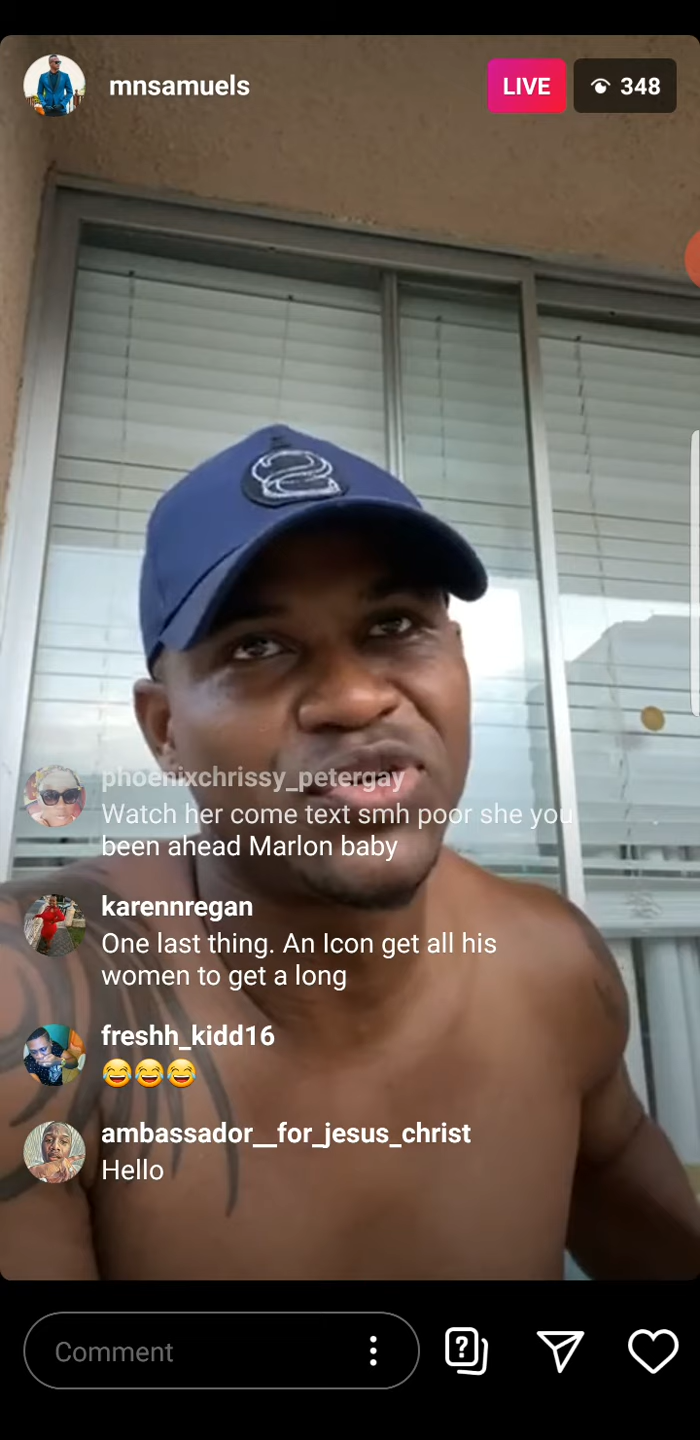 mnsamuels
LIVE
348
phoenixchrissy_petergay
Watch her come text smh poor she you
been ahead Marlon baby
karennregan
One last thing. An Icon get all his
women to get a long
freshh_kidd16
😂😂😂
ambassador__for_jesus_christ
Hello
Comment